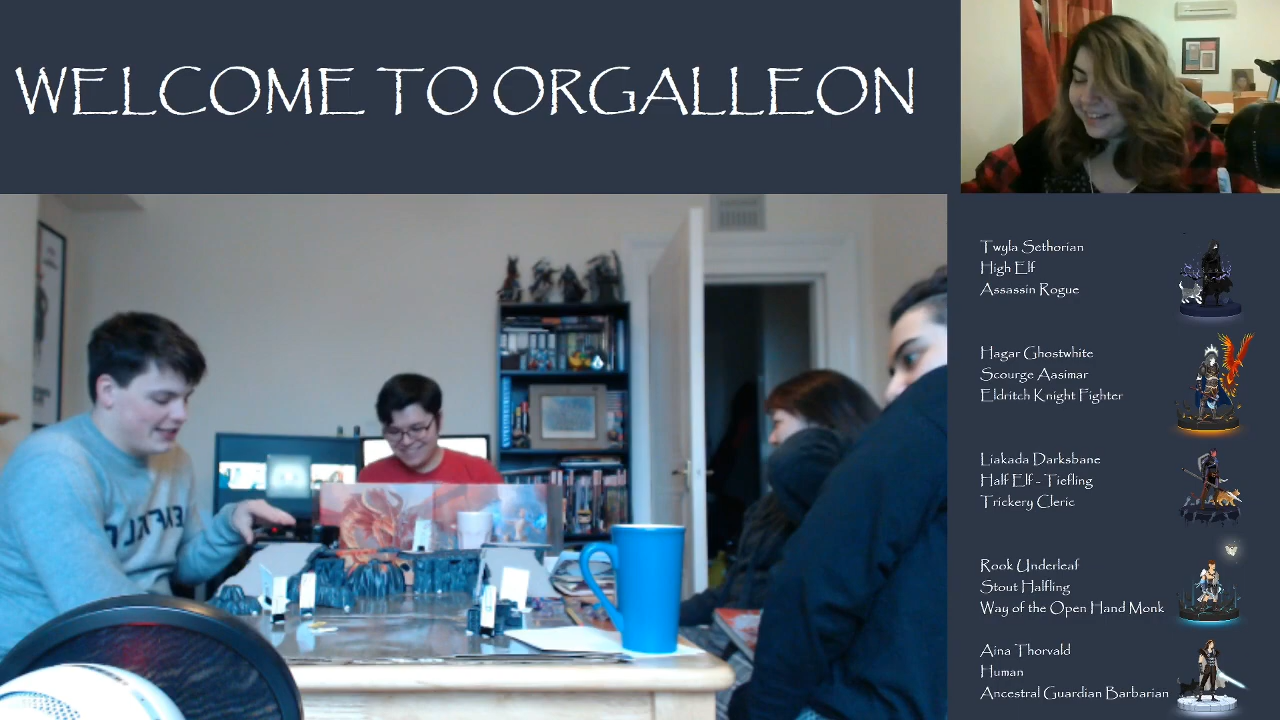 WELCOME TO ORGALLEON
Twyla Sethorian
High Elf
Assassin Rogue
Hagar Ghostwhite
Scourge Aasimar
Eldritch Knight Fighter
Liakada Darksbane
Half Elf - Tiefling
Trickery Cleric
Rook Underleaf
Stout Halfling
Way of the Open Hand Monk
Aina Thorvald
Human
Ancestral Guardian Barbarian